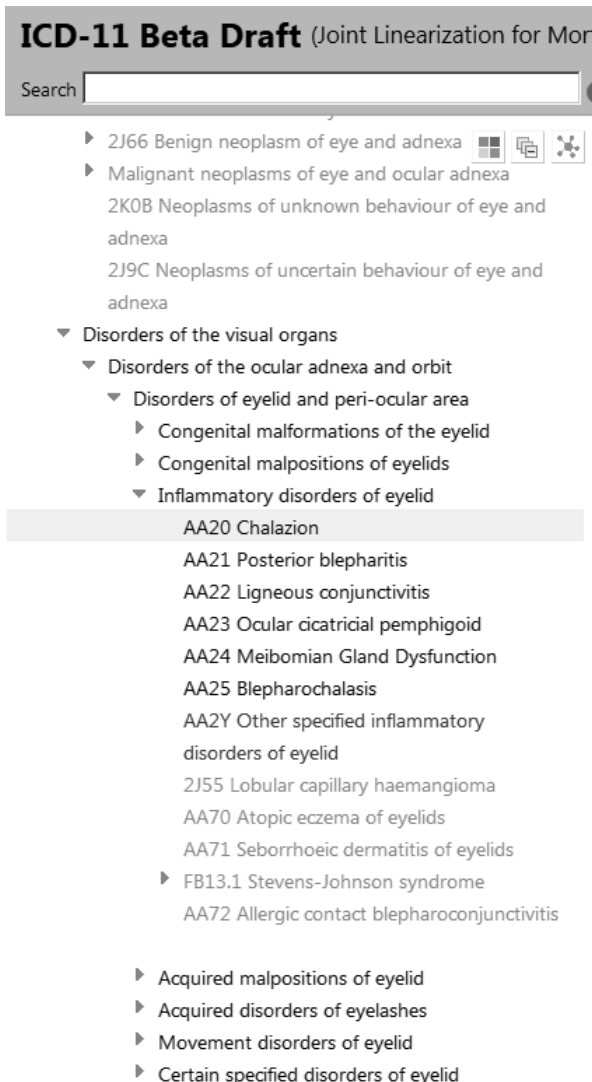 ICD-11 Beta Draft (Joint Linearization for Mor
Search
2J66 Benign neoplasm of eye and adnexa
Malignant neoplasms of eye and ocular adnexa
2K0B Neoplasms of unknown behaviour of eye and
adnexa
2J9C Neoplasms of uncertain behaviour of eye and
adnexa
Disorders of the visual organs
Disorders of the ocular adnexa and orbit
Disorders of eyelid and peri-ocular area
Congenital malformations of the eyelid
Congenital malpositions of eyelids
Inflammatory disorders of eyelid
AA20 Chalazion
AA21 Posterior blepharitis
AA22 Ligneous conjunctivitis
AA23 Ocular cicatricial pemphigoid
AA24 Meibomian Gland Dysfunction
AA25 Blepharochalasis
AA2Y Other specified inflammatory
disorders of eyelid
2J55 Lobular capillary haemangioma
AA70 Atopic eczema of eyelids
AA71 Seborrhoeic dermatitis of eyelids
FB13.1 Stevens-Johnson syndrome
AA72 Allergic contact blepharoconjunctivitis
Acquired malpositions of eyelid
Acquired disorders of eyelashes
Movement disorders of eyelid
Certain specified disorders of eyelid